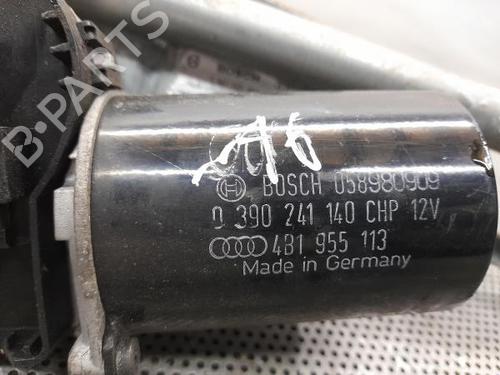 B-PARTS
A6
BOSCH 058980909
0 390 241 140 CHP 12V
4B1 955 113
Made in Germany